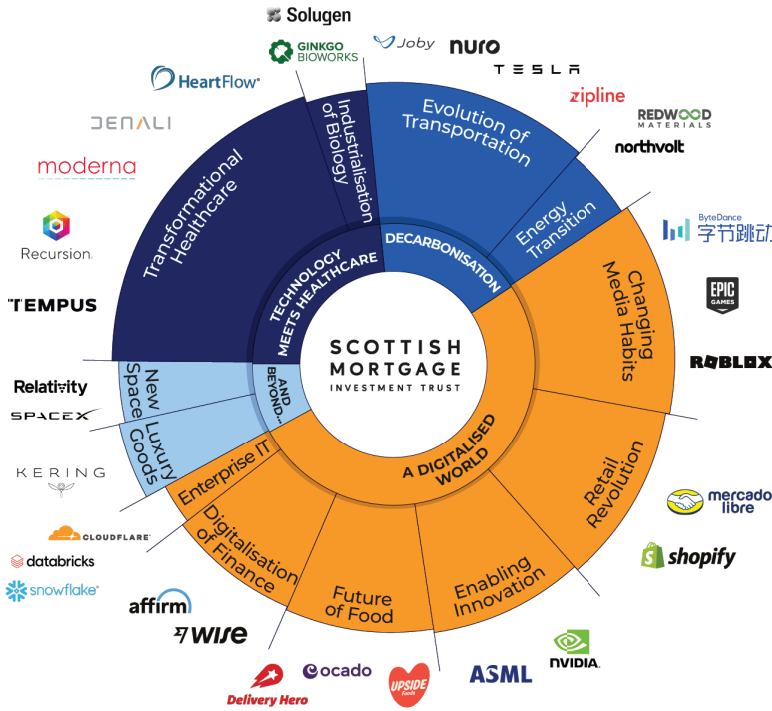 Solugen
GINKGO
BIOWORKS
Joby
nuro
TESLA
HeartFlow®
zipline
DENALI
REDWOOD
MATERIALS
northvolt
moderna
Industrialisation
of Biology
Evolution of
Transportation
Transformational
Healthcare
Energy
Transition
ByteDance
字节跳动
Recursion.
TECHNOLOGY
MEETS HEALTHCARE
DECARBONISATION
Changing
Media Habits
EPIC
GAMES
TEMPUS
SCOTTISH
MORTGAGE
INVESTMENT TRUST
ROBLOX
Relativity
SPACEX
New
Space
AND
BEYOND...
Luxury
Goods
KERING
A DIGITALISED
WORLD
Enterprise IT
Retail
Revolution
mercado
libre
CLOUDFLARE®
databricks
snowflake®
Digitalisation
of Finance
Future
of Food
Enabling
Innovation
shopify
affirm
7wise
nVIDIA.
Delivery Hero
ocado
UPSIDE
Foods
ASML